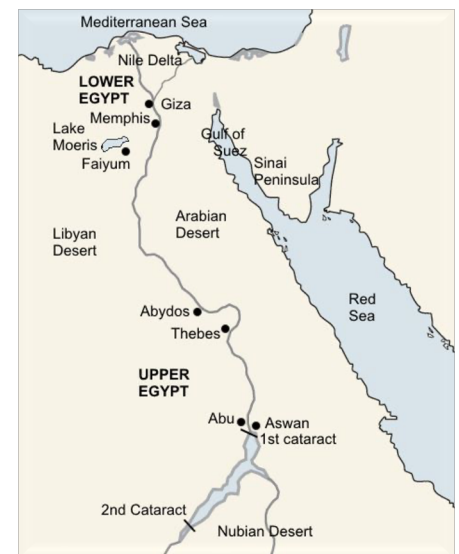 Mediterranean Sea
Nile Delta
LOWER
EGYPT
Giza
Memphis
Lake
Moeris
Faiyum
Gulf of
Suez
Sinai
Peninsula
Arabian
Desert
Libyan
Desert
Red
Sea
Abydos
Thebes
UPPER
EGYPT
Abu
Aswan
1st cataract
2nd Cataract
Nubian Desert